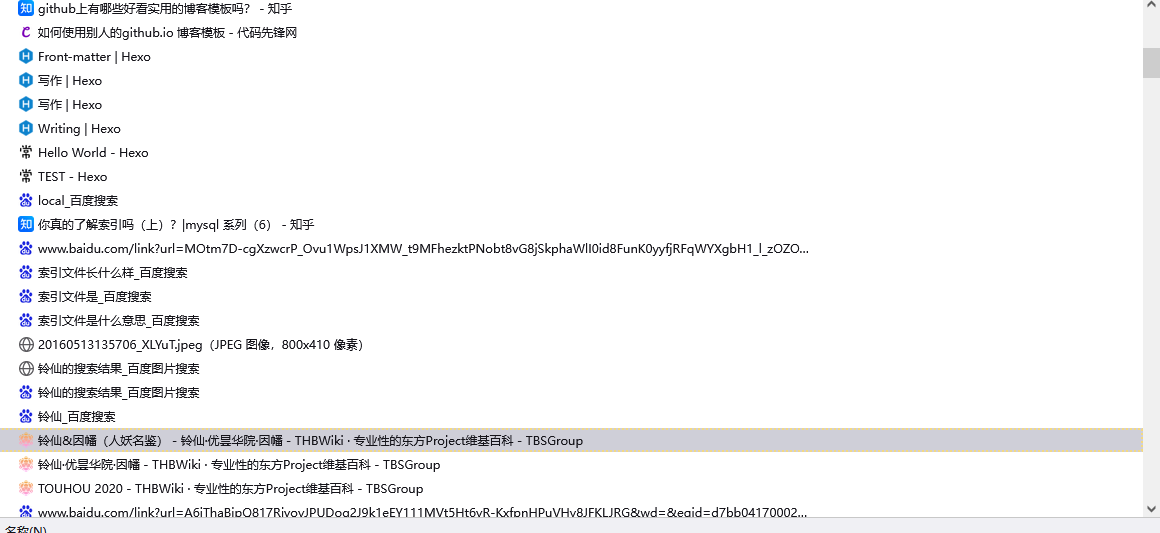 知 github上有哪些好看实用的博客模板吗？ - 知乎
如何使用别人的github.io 博客模板 - 代码先锋网
Front-matter | Hexo
写作 | Hexo
写作 | Hexo
Writing | Hexo
常 Hello World - Hexo
常 TEST - Hexo
local_百度搜索
知 你真的了解索引吗（上）？|mysql 系列（6） - 知乎
www.baidu.com/link?url=MOtm7D-cgXzwcrP_Ovu1WpsJ1XMW_t9MFhezktPNobt8vG8jSkphaWlI0id8FunK0yyfjRFqWYXgbH1_l_zOZO...
索引文件长什么样_百度搜索
索引文件是_百度搜索
索引文件是什么意思_百度搜索
20160513135706_XLYuT.jpeg（JPEG 图像，800x410 像素）
铃仙的搜索结果_百度图片搜索
铃仙的搜索结果_百度图片搜索
铃仙_百度搜索
铃仙&因幡（人妖名鉴） - 铃仙·优昙华院·因幡 - THBWiki · 专业性的东方Project维基百科 - TBSGroup
铃仙·优昙华院·因幡 - THBWiki · 专业性的东方Project维基百科 - TBSGroup
TOUHOU 2020 - THBWiki · 专业性的东方Project维基百科 - TBSGroup
www.baidu.com/link?url=A6jThaBjpO817RjvovJPUDog2J9k1eEY111MVt5Ht6vR-KxfpnHPuVHv8JFKLJRG&wd=&eqid=d7bb04170002...
名称(N)